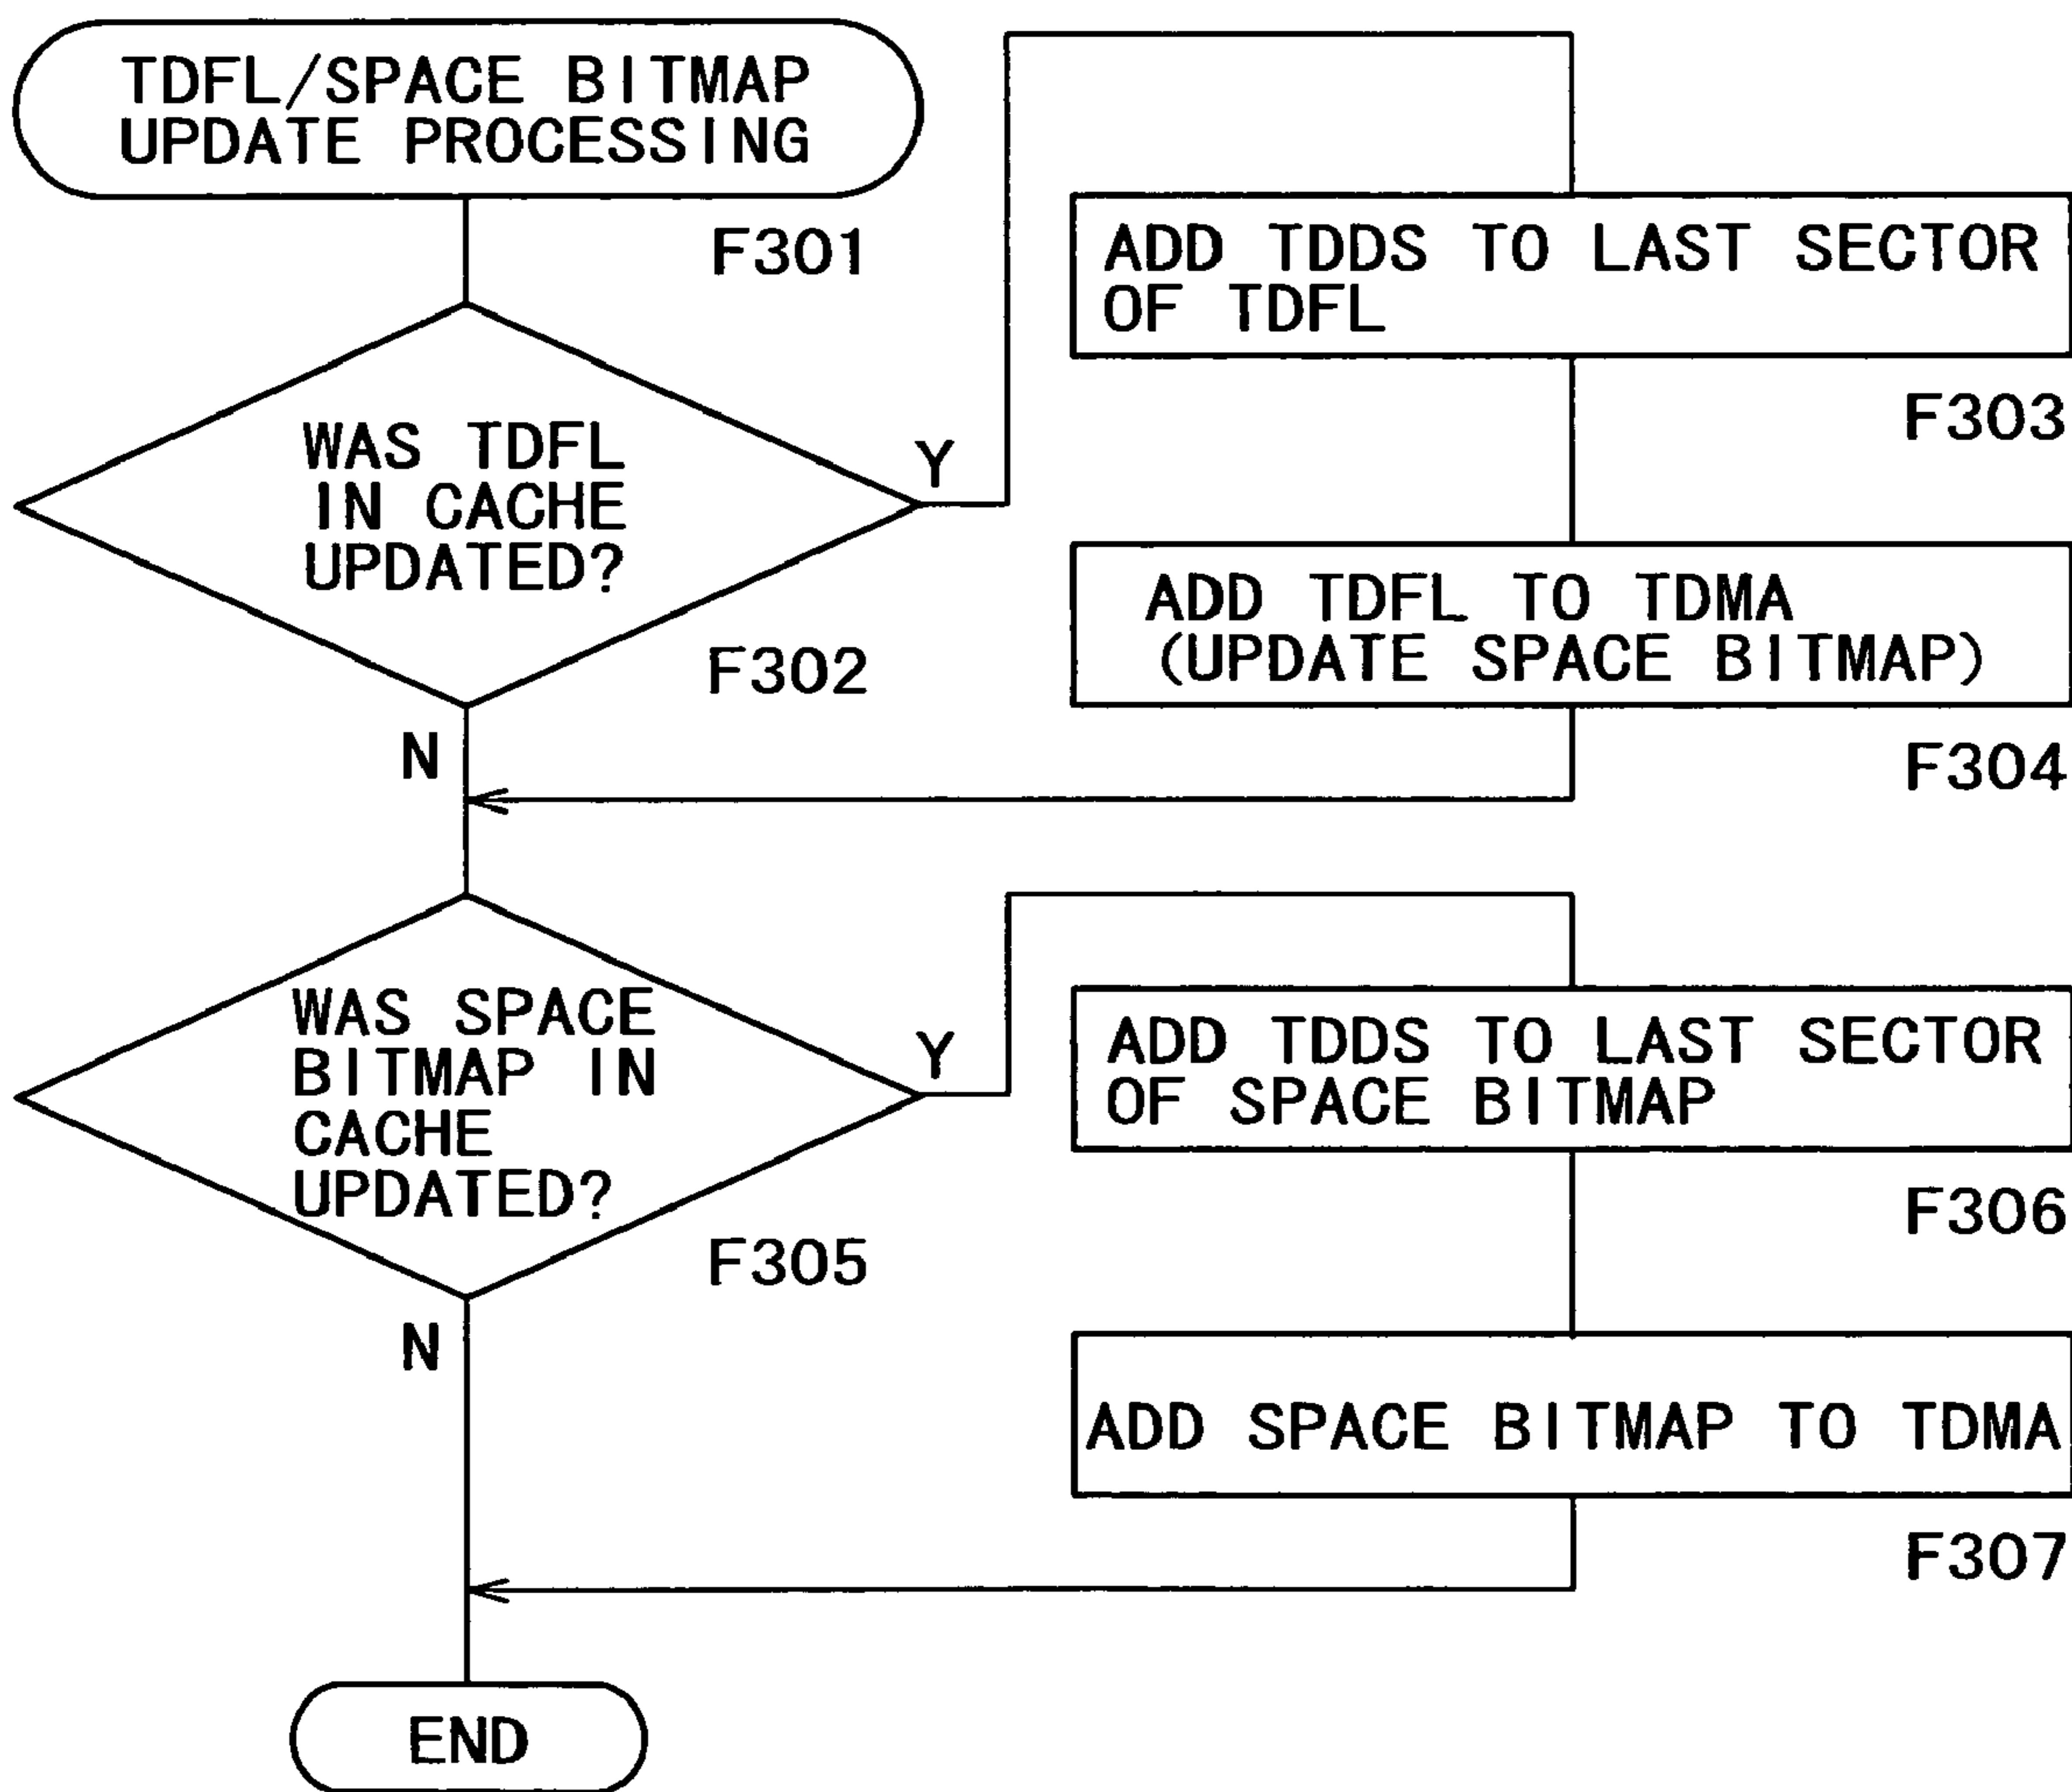 TDFL/SPACE BITMAP
UPDATE PROCESSING
F301
WAS TDFL
IN CACHE
UPDATED?
Y
F302
N
ADD TDDS TO LAST SECTOR
OF TDFL
F303
ADD TDFL TO TDMA
(UPDATE SPACE BITMAP)
F304
WAS SPACE
BITMAP IN
CACHE
UPDATED?
Y
F305
N
ADD TDDS TO LAST SECTOR
OF SPACE BITMAP
F306
ADD SPACE BITMAP TO TDMA
F307
END